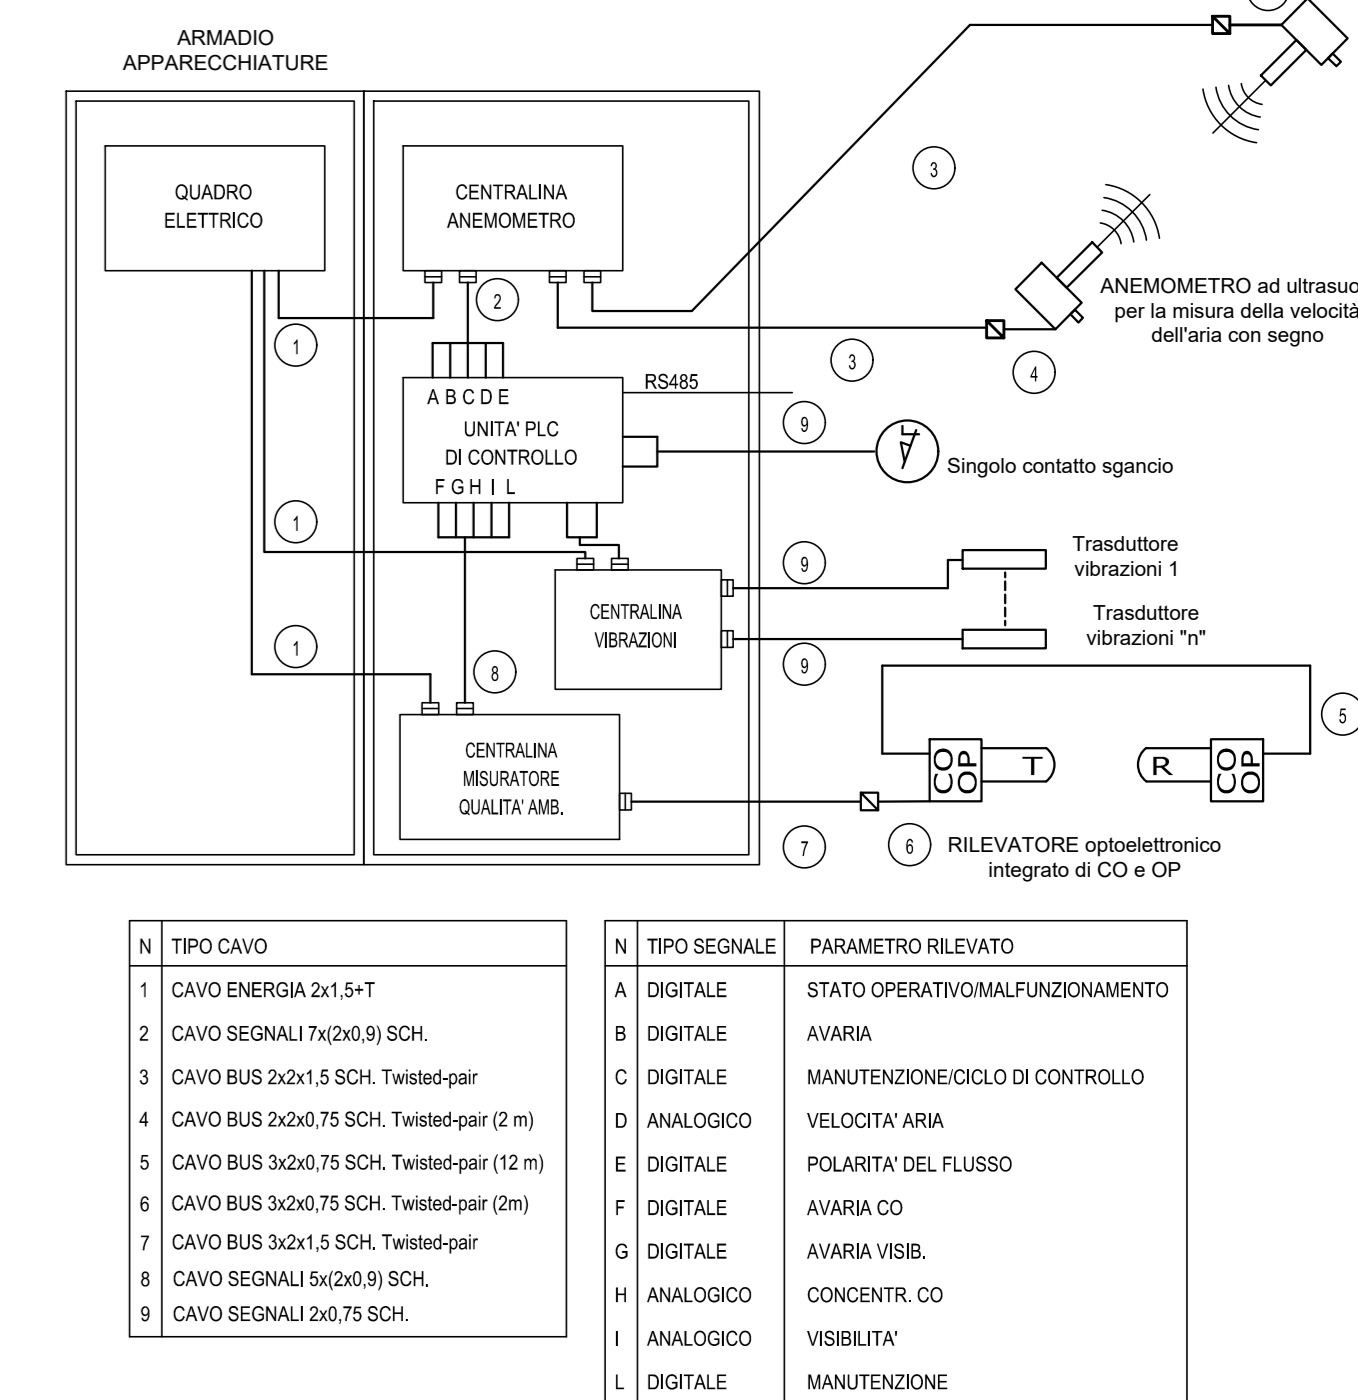 ARMADIO
APPARECCHIATURE
QUADRO
ELETTRICO
CENTRALINA
ANEMOMETRO
3
2
1
ANEMOMETRO ad ultrasuo
per la misura della velocità
dell'aria con segno
3
4
RS485
A B C D E
UNITA' PLC
DI CONTROLLO
F G H I L
9
Singolo contatto sgancio
1
9
Trasduttore
vibrazioni 1
CENTRALINA
VIBRAZIONI
Trasduttore
vibrazioni "n"
1
8
9
5
CENTRALINA
MISURATORE
QUALITA' AMB.
CO
OP
T
R
CO
OP
7
6
RILEVATORE optoelettronico
integrato di CO e OP
N TIPO CAVO
1 CAVO ENERGIA 2x1,5+T
2 CAVO SEGNALI 7x(2x0,9) SCH.
3 CAVO BUS 2x2x1,5 SCH. Twisted-pair
4 CAVO BUS 2x2x0,75 SCH. Twisted-pair (2 m)
5 CAVO BUS 3x2x0,75 SCH. Twisted-pair (12 m)
6 CAVO BUS 3x2x0,75 SCH. Twisted-pair (2m)
7 CAVO BUS 3x2x1,5 SCH. Twisted-pair
8 CAVO SEGNALI 5x(2x0,9) SCH.
9 CAVO SEGNALI 2x0,75 SCH.
N TIPO SEGNALE PARAMETRO RILEVATO
A DIGITALE STATO OPERATIVO/MALFUNZIONAMENTO
B DIGITALE AVARIA
C DIGITALE MANUTENZIONE/CICLO DI CONTROLLO
D ANALOGICO VELOCITA' ARIA
E DIGITALE POLARITA' DEL FLUSSO
F DIGITALE AVARIA CO
G DIGITALE AVARIA VISIB.
H ANALOGICO CONCENTR. CO
I ANALOGICO VISIBILITA'
L DIGITALE MANUTENZIONE